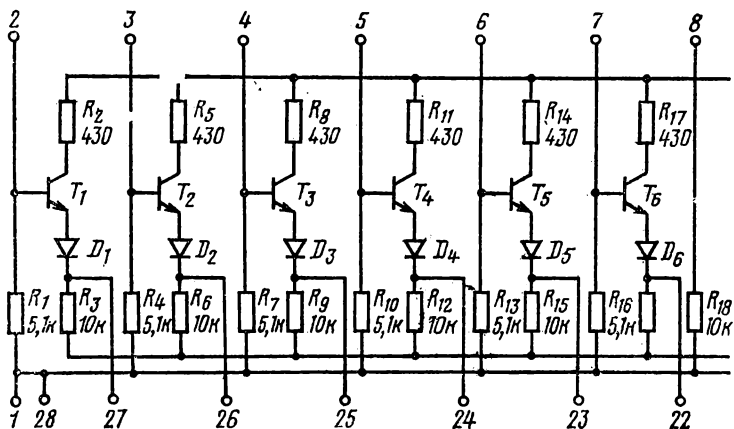 2 3 4 5 6 7 8
R2 430 R5 430 R8 430 R11 430 R14 430 R17 430
T1 T2 T3 T4 T5 T6
D1 D2 D3 D4 D5 D6
R1 5,1к R3 10к R4 5,1к R6 10к R7 5,1к R9 10к R10 5,1к R12 10к R13 5,1к R15 10к R16 5,1к R18 10к
1 28 27 26 25 24 23 22